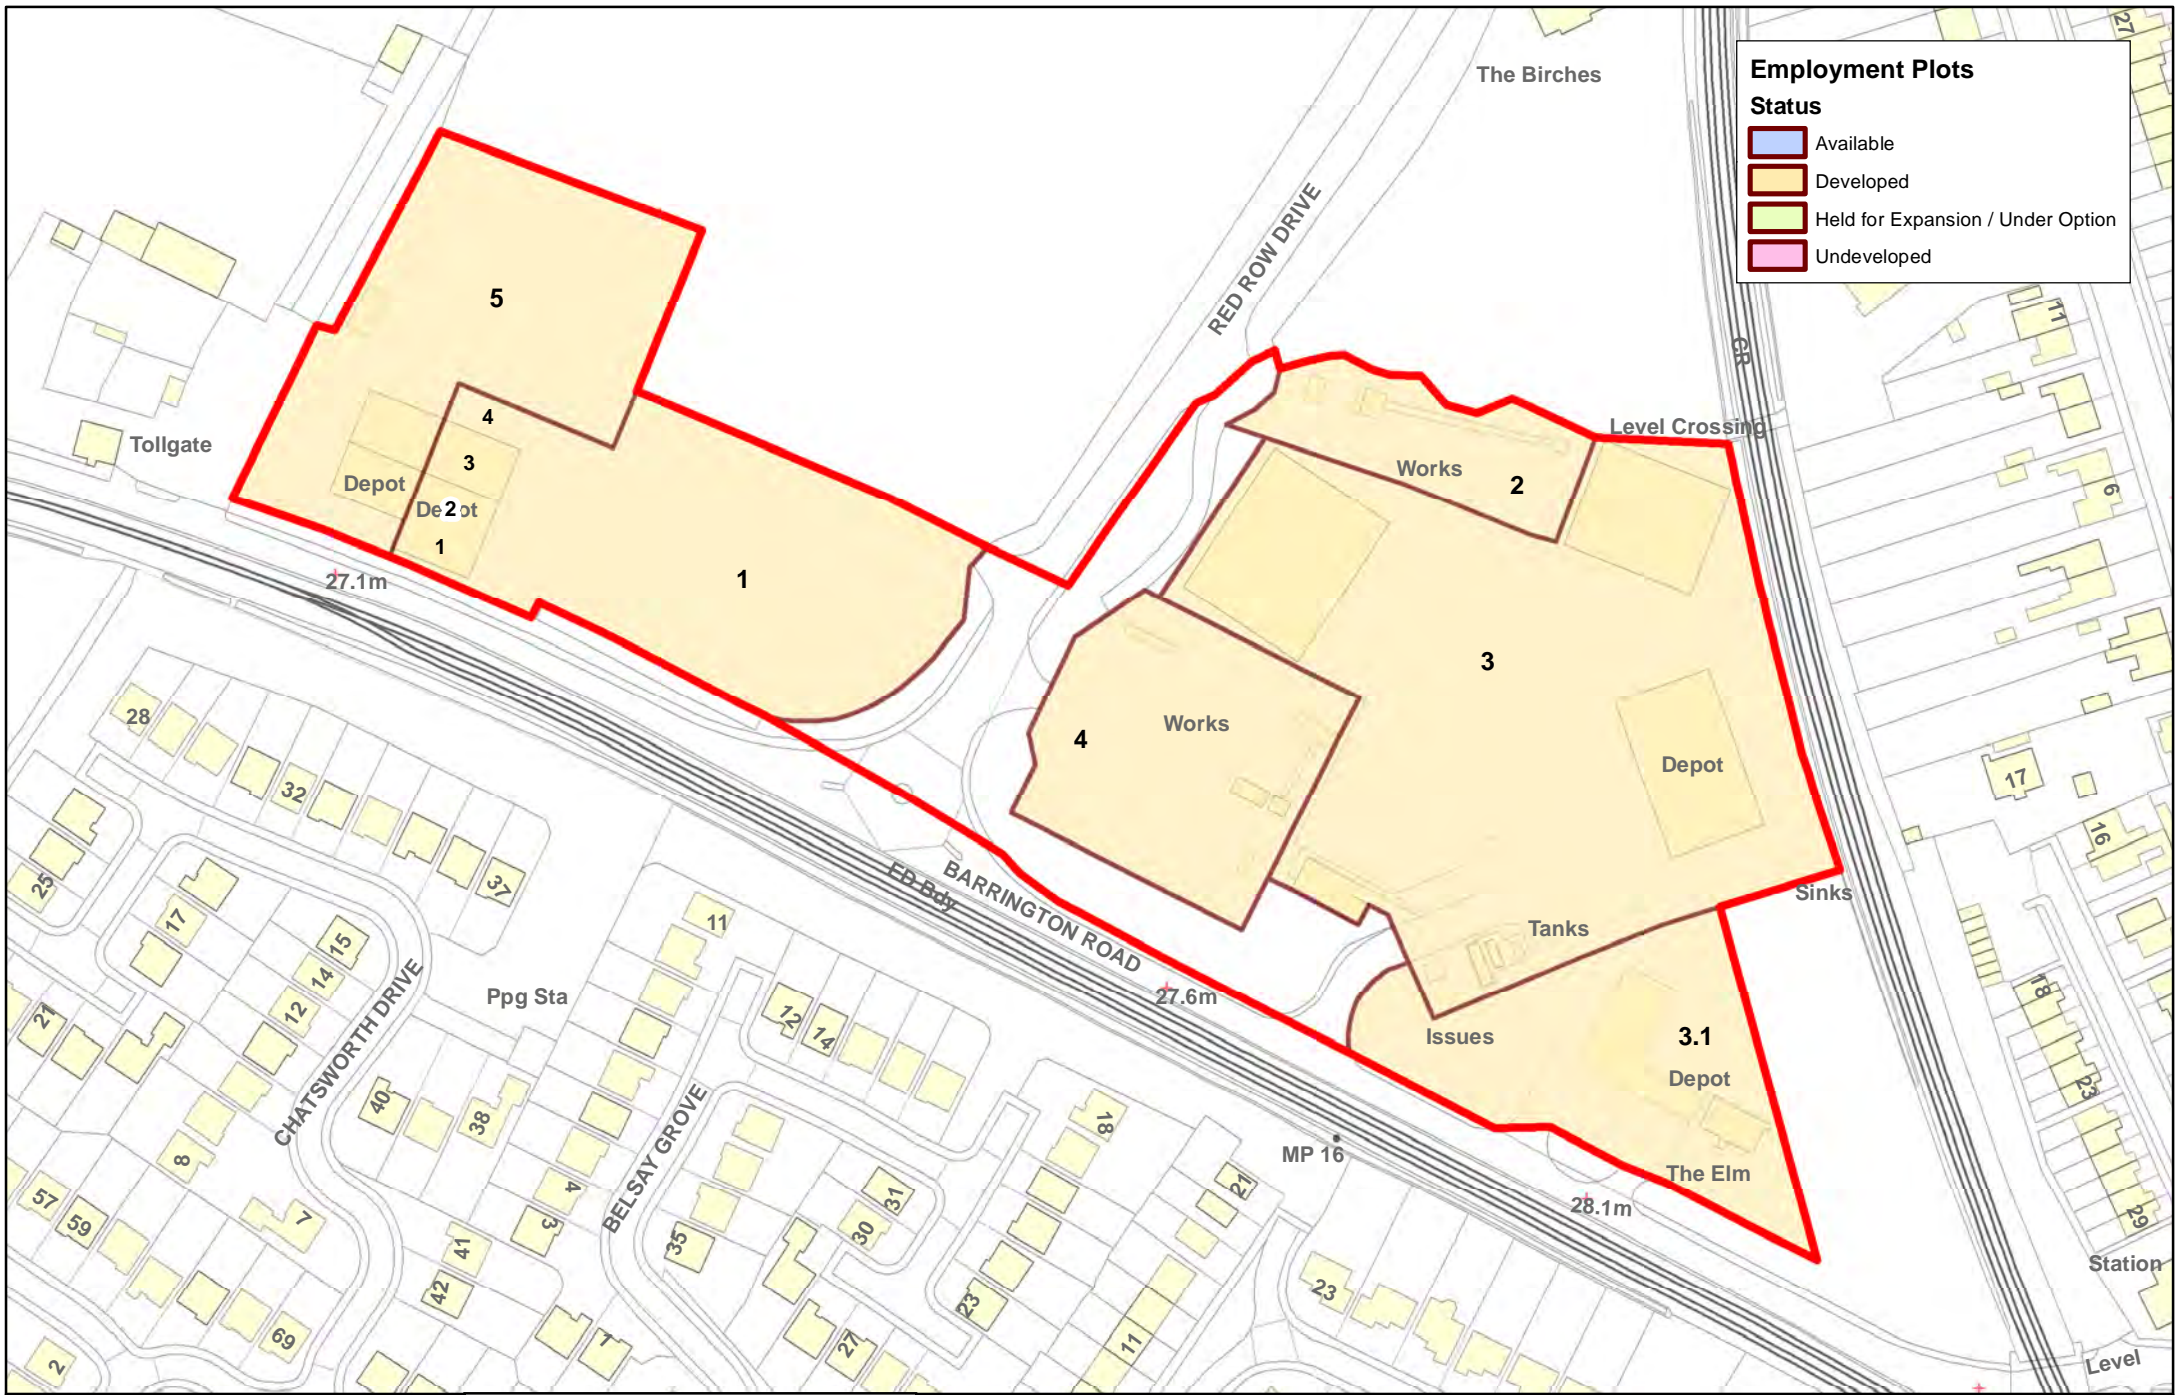 27
The Birches
Employment Plots
Status
Available
Developed
Held for Expansion / Under Option
Undeveloped
RED ROW DRIVE
5
11
CR
4
Level Crossing
Tollgate
3
Works
2
Depot
6
Depot
2
1
27.1m
1
3
28
Works
4
Depot
32
17
16
25
37
ED Bdy
BARRINGTON ROAD
Sinks
17
11
Tanks
15
14
12
CHATSWORTH DRIVE
Ppg Sta
27.6m
18
21
12
14
Issues
3.1
Depot
23
40
38
BELSAY GROVE
18
MP 16
8
4
The Elm
57
59
7
3
31
21
28.1m
29
41
35
30
Station
42
23
23
69
1
27
11
2
Level